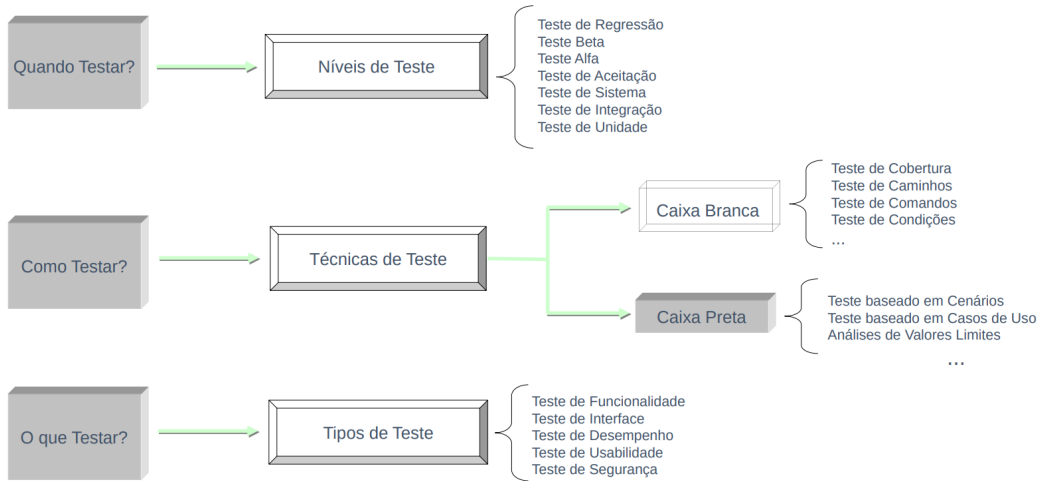 Quando Testar?
Níveis de Teste
Teste de Regressão
Teste Beta
Teste Alfa
Teste de Aceitação
Teste de Sistema
Teste de Integração
Teste de Unidade
Como Testar?
Técnicas de Teste
Caixa Branca
Teste de Cobertura
Teste de Caminhos
Teste de Comandos
Teste de Condições
...
Caixa Preta
Teste baseado em Cenários
Teste baseado em Casos de Uso
Análises de Valores Limites
...
O que Testar?
Tipos de Teste
Teste de Funcionalidade
Teste de Interface
Teste de Desempenho
Teste de Usabilidade
Teste de Segurança